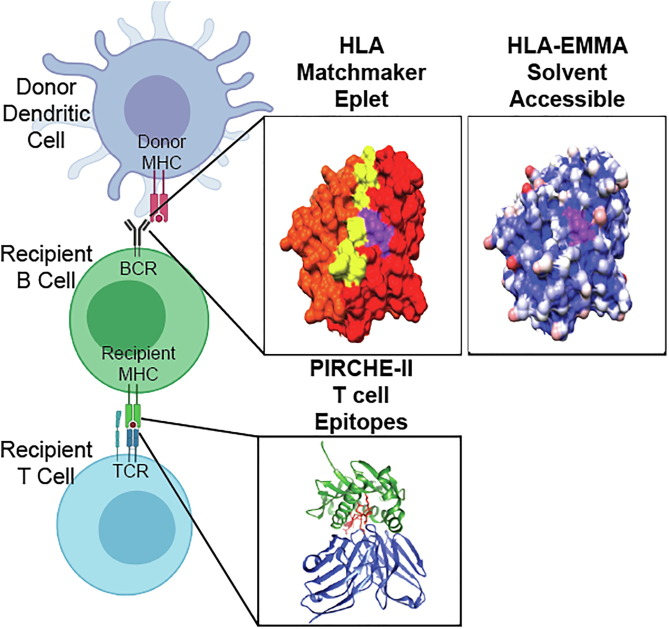 Donor
Dendritic
Cell
Donor
MHC
HLA
Matchmaker
Eplet
HLA-EMMA
Solvent
Accessible
Recipient
B Cell
BCR
Recipient
MHC
PIRCHE-II
T cell
Epitopes
Recipient
T Cell
TCR